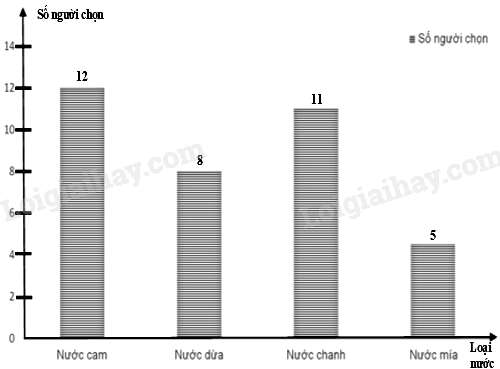 Số người chọn
Số người chọn
14
12
12
11
10
8
8
6
5
4
2
0
Nước cam
Nước dừa
Nước chanh
Nước mía
Loại
nước
Loigiaihay.com
Loigiaihay.com